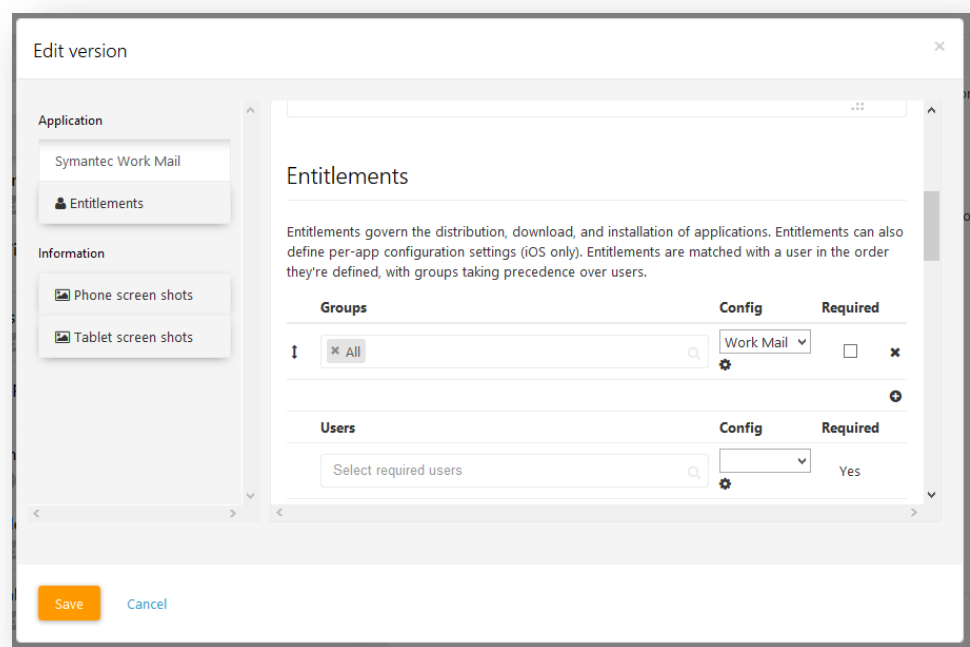 Edit version
Application
Symantec Work Mail
Entitlements
Information
Phone screen shots
Tablet screen shots
Entitlements
Entitlements govern the distribution, download, and installation of applications. Entitlements can also
define per-app configuration settings (iOS only). Entitlements are matched with a user in the order
they're defined, with groups taking precedence over users.
Groups Config Required
All Work Mail
Users Config Required
Select required users Yes
Save Cancel